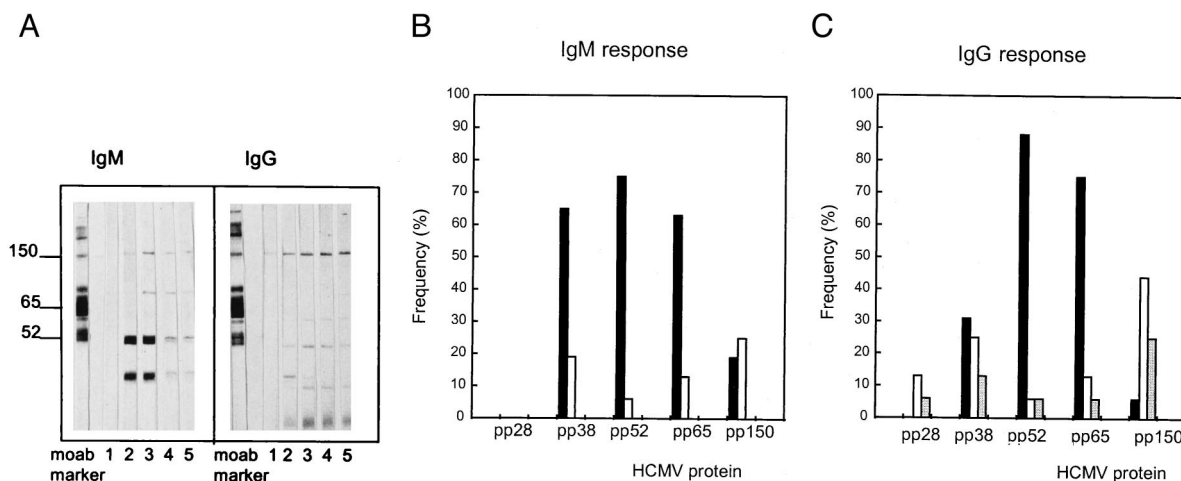 A
IgM IgG
150
65
52
moab 1 2 3 4 5 moab 1 2 3 4 5
marker marker
B
IgM response
Frequency (%)
100
90
80
70
60
50
40
30
20
10
0
pp28 pp38 pp52 pp65 pp150
HCMV protein
C
IgG response
Frequency (%)
100
90
80
70
60
50
40
30
20
10
0
pp28 pp38 pp52 pp65 pp150
HCMV protein